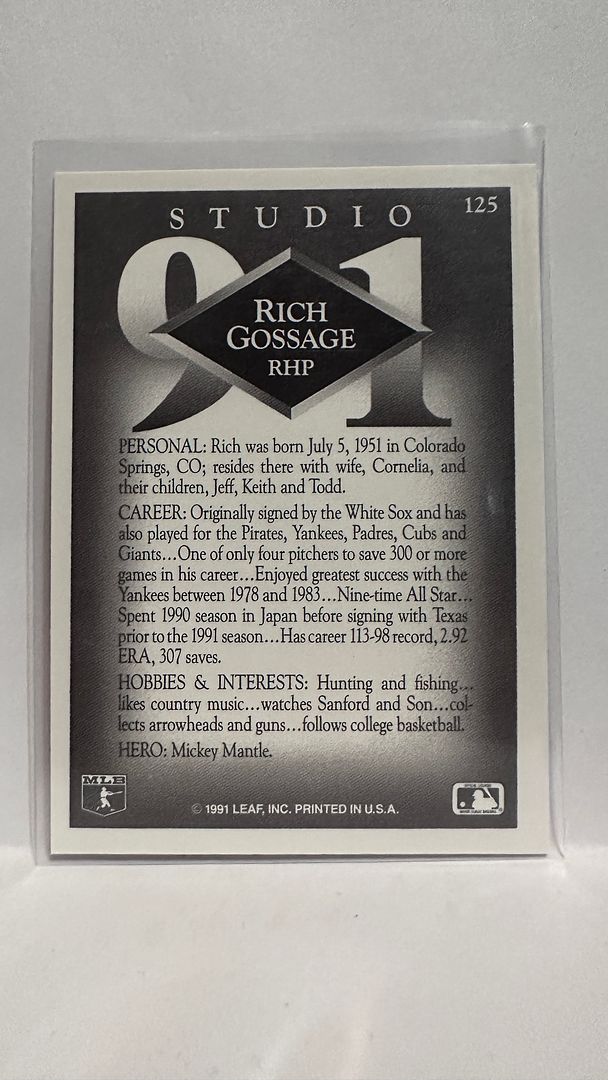 STUDIO 125
91
RICH
GOSSAGE
RHP
PERSONAL: Rich was born July 5, 1951 in Colorado
Springs, CO; resides there with wife, Cornelia, and
their children, Jeff, Keith and Todd.
CAREER: Originally signed by the White Sox and has
also played for the Pirates, Yankees, Padres, Cubs and
Giants...One of only four pitchers to save 300 or more
games in his career...Enjoyed greatest success with the
Yankees between 1978 and 1983...Nine-time All Star...
Spent 1990 season in Japan before signing with Texas
prior to the 1991 season...Has career 113-98 record, 2.92
ERA, 307 saves.
HOBBIES & INTERESTS: Hunting and fishing...
likes country music...watches Sanford and Son...col-
lects arrowheads and guns...follows college basketball.
HERO: Mickey Mantle.
MLB
© 1991 LEAF, INC. PRINTED IN U.S.A.